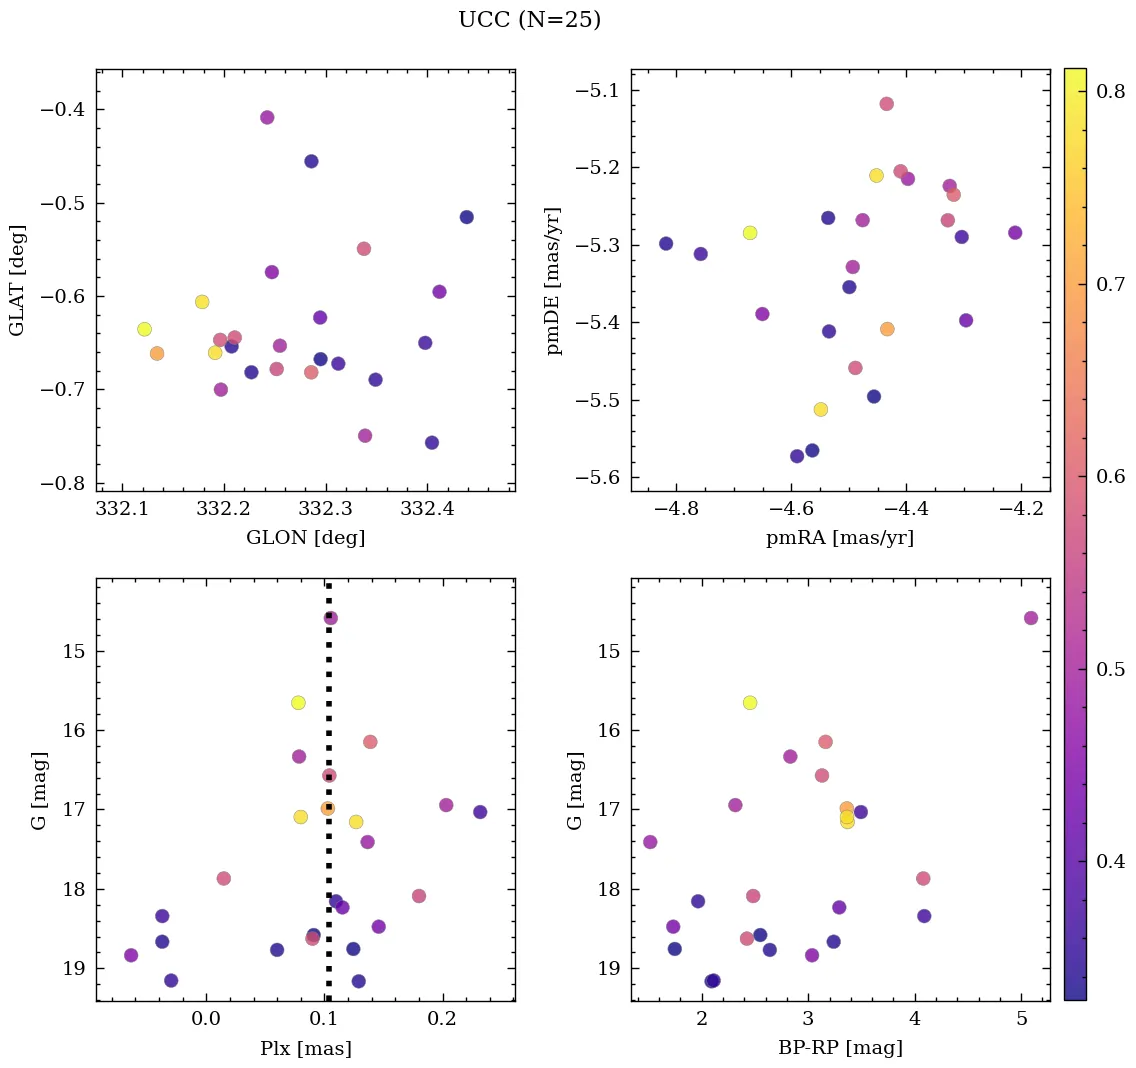 UCC (N=25)
−0.4
−0.5
−0.6
−0.7
−0.8
GLAT [deg]
332.1 332.2 332.3 332.4
GLON [deg]
−5.1
−5.2
−5.3
−5.4
−5.5
−5.6
pmDE [mas/yr]
−4.8 −4.6 −4.4 −4.2
pmRA [mas/yr]
15
16
17
18
19
G [mag]
0.0 0.1 0.2
Plx [mas]
15
16
17
18
19
G [mag]
2 3 4 5
BP-RP [mag]
0.8
0.7
0.6
0.5
0.4